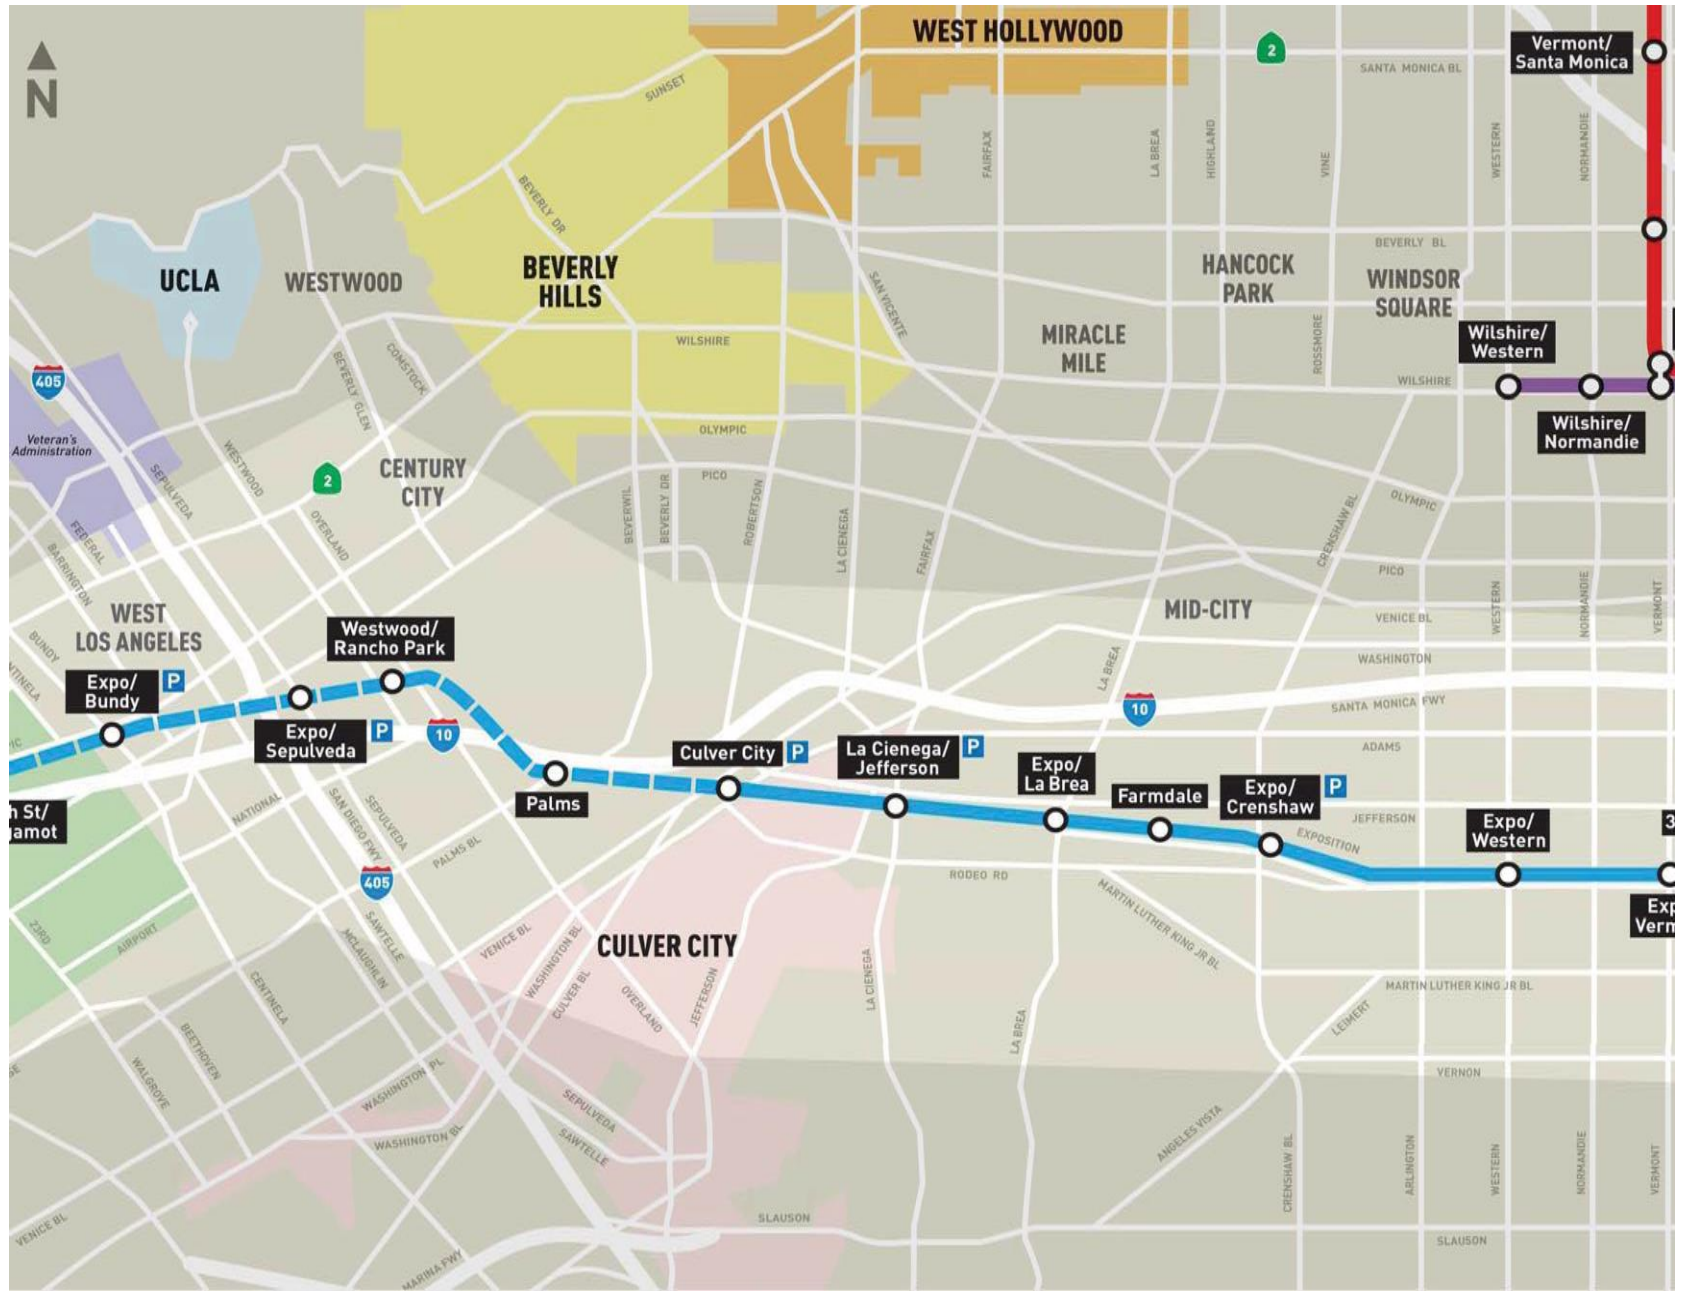 WEST HOLLYWOOD
2
Vermont/
Santa Monica
SANTA MONICA BL
N
SUNSET
FAIRFAX
LA BREA
HIGHLAND
VINE
WESTERN
NORMANDIE
BEVERLY DR
BEVERLY BL
UCLA
WESTWOOD
BEVERLY
HILLS
HANCOCK
PARK
WINDSOR
SQUARE
SAN VICENTE
MIRACLE
MILE
ROSSMORE
Wilshire/
Western
WILSHIRE
WILSHIRE
405
COMSTOCK
BEVERLY GLEN
Wilshire/
Normandie
Veteran's
Administration
OLYMPIC
WESTWOOD
SEPULVEDA
2
CENTURY
CITY
PICO
OLYMPIC
OVERLAND
BEVERWIL
BEVERLY DR
ROBERTSON
LA CIENEGA
FAIRFAX
CRENSHAW BL
FEDERAL
BARRINGTON
PICO
WEST
LOS ANGELES
MID-CITY
VENICE BL
WESTERN
NORMANDIE
VERMONT
BUNDY
NTINELA
Westwood/
Rancho Park
WASHINGTON
LA BREA
Expo/
Bundy
P
SANTA MONICA FWY
10
Expo/
Sepulveda
P
10
PIC
Culver City
P
La Cienega/
Jefferson
P
ADAMS
Expo/
La Brea
Farmdale
Expo/
Crenshaw
P
Palms
h St/
gamot
NATIONAL
SAN DIEGO FWY
SEPULVEDA
PALMS BL
JEFFERSON
EXPOSITION
Expo/
Western
3
RODEO RD
405
Exp
Verm
MARTIN LUTHER KING JR BL
23RD
AIRPORT
SAWTELLE
MCLAUGHLIN
VENICE BL
WASHINGTON BL
CULVER BL
CULVER CITY
OVERLAND
JEFFERSON
LA CIENEGA
LA BREA
MARTIN LUTHER KING JR BL
LEIMERT
CENTINELA
BEETHOVEN
WALGROVE
SE
WASHINGTON PL
VERNON
SEPULVEDA
SAWTELLE
WASHINGTON BL
ANGELES VISTA
CRENSHAW BL
ARLINGTON
WESTERN
NORMANDIE
VERMONT
VENICE BL
SLAUSON
SLAUSON
MARINA FWY